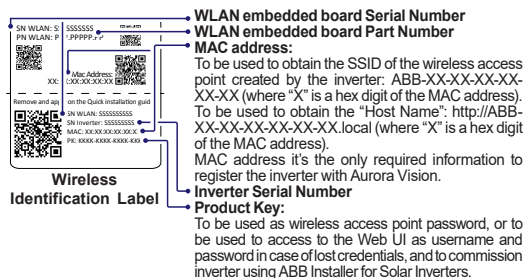 SN WLAN: S SSSSSSS
PN WLAN: P P.PPPPP.PP
Mac Address:
XX: X:XX:XX:XX
Remove and app on the Quick installation guid
SN WLAN: SSSSSSSSSS
SN Inverter: SSSSSSSSSS
MAC: XX:XX:XX:XX:XX:X
PK: KKKK-KKKK-KKKK-KKK
Wireless
Identification Label
WLAN embedded board Serial Number
WLAN embedded board Part Number
MAC address:
To be used to obtain the SSID of the wireless access
point created by the inverter: ABB-XX-XX-XX-XX-
XX-XX (where “X” is a hex digit of the MAC address).
To be used to obtain the “Host Name”: http://ABB-
XX-XX-XX-XX-XX-XX.local (where “X” is a hex digit
of the MAC address).
MAC address it’s the only required information to
register the inverter with Aurora Vision.
Inverter Serial Number
Product Key:
To be used as wireless access point password, or to
be used to access to the Web UI as username and
password in case of lost credentials, and to commission
inverter using ABB Installer for Solar Inverters.